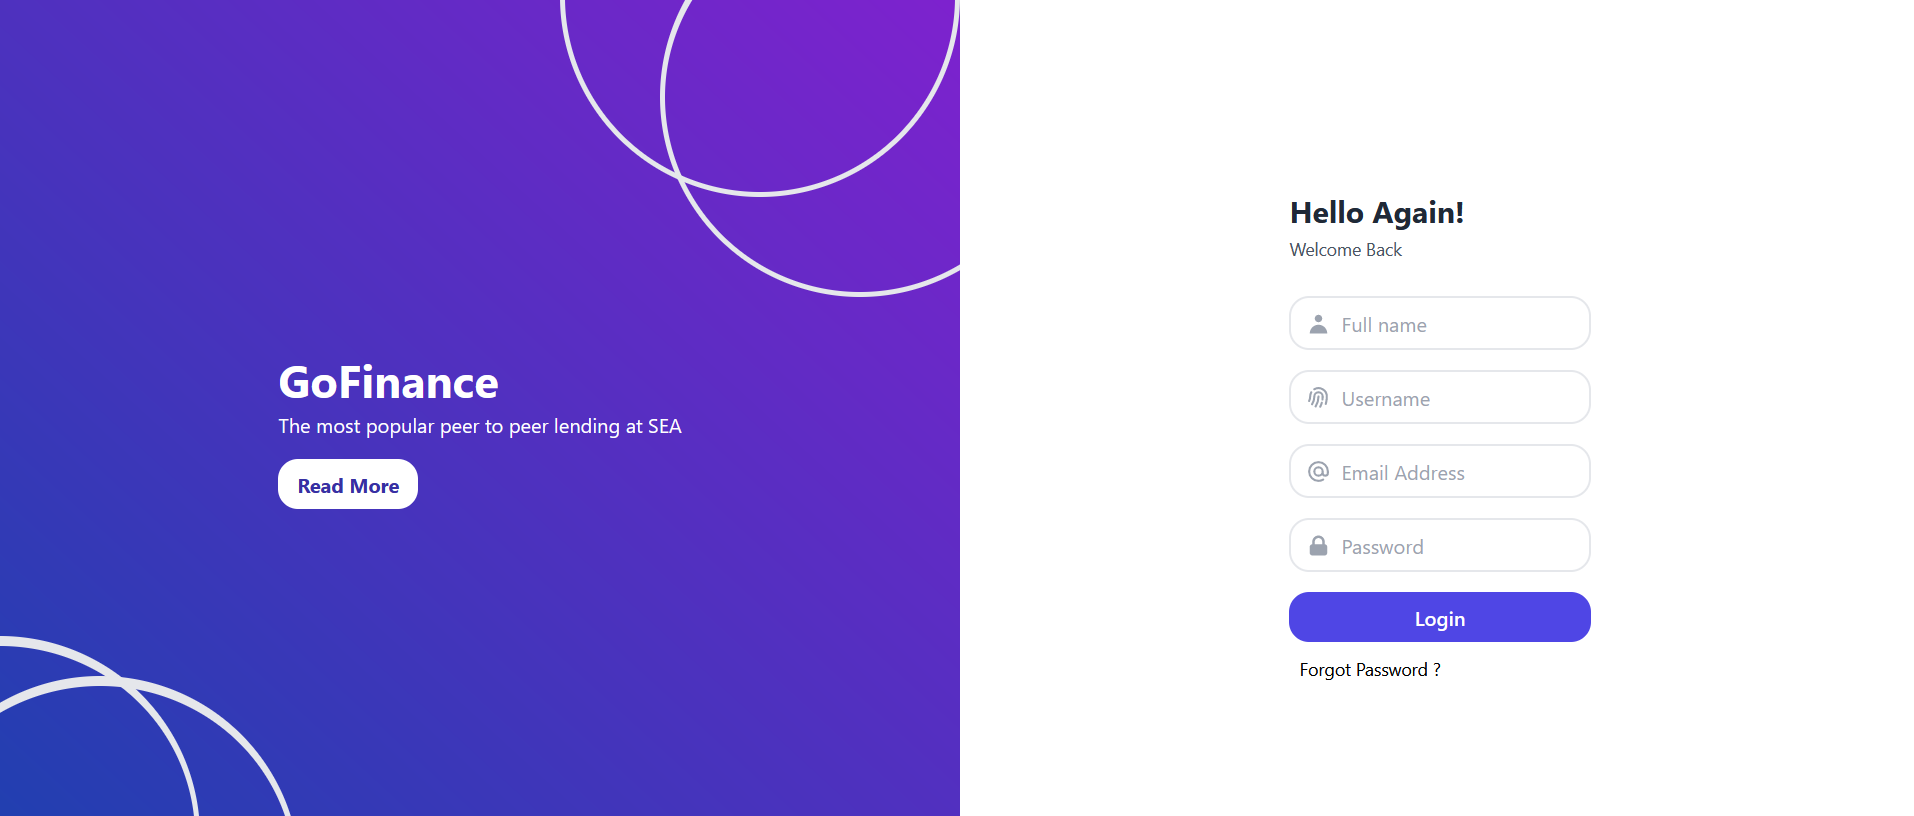 GoFinance
The most popular peer to peer lending at SEA
Read More
Hello Again!
Welcome Back
Full name
Username
Email Address
Password
Login
Forgot Password ?